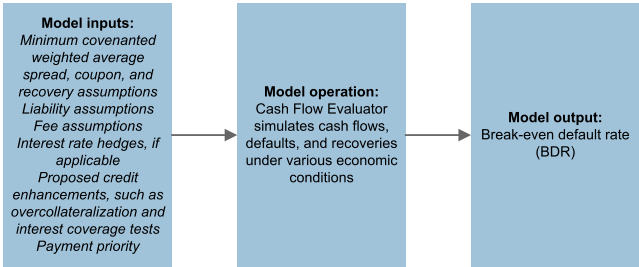 Model inputs:
Minimum covenanted
weighted average
spread, coupon, and
recovery assumptions
Liability assumptions
Fee assumptions
Interest rate hedges, if
applicable
Proposed credit
enhancements, such as
overcollateralization and
interest coverage tests
Payment priority
Model operation:
Cash Flow Evaluator
simulates cash flows,
defaults, and recoveries
under various economic
conditions
Model output:
Break-even default rate
(BDR)